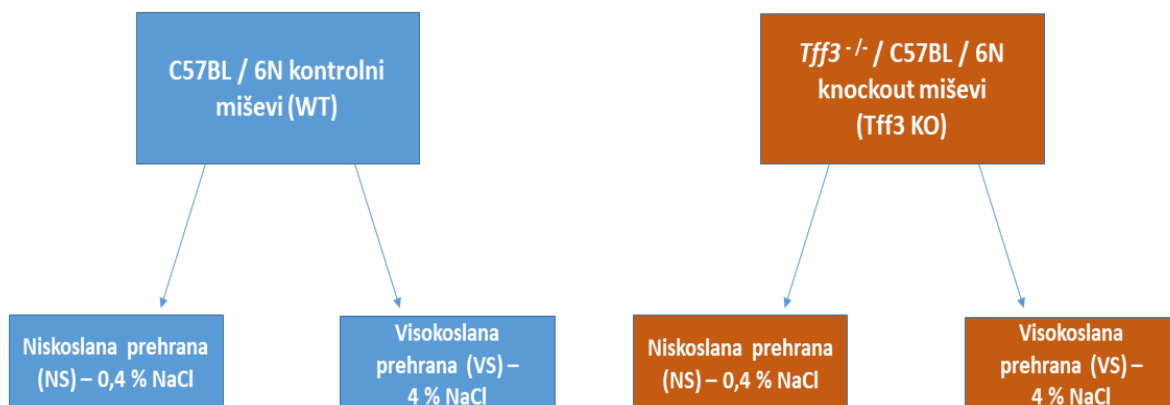 C57BL / 6N kontrolni
miševi (WT)
Tff3 -/- / C57BL / 6N
knockout miševi
(Tff3 KO)
Niskoslana prehrana
(NS) – 0,4 % NaCl
Visokoslana
prehrana (VS) –
4 % NaCl
Niskoslana prehrana
(NS) – 0,4 % NaCl
Visokoslana
prehrana (VS) –
4 % NaCl